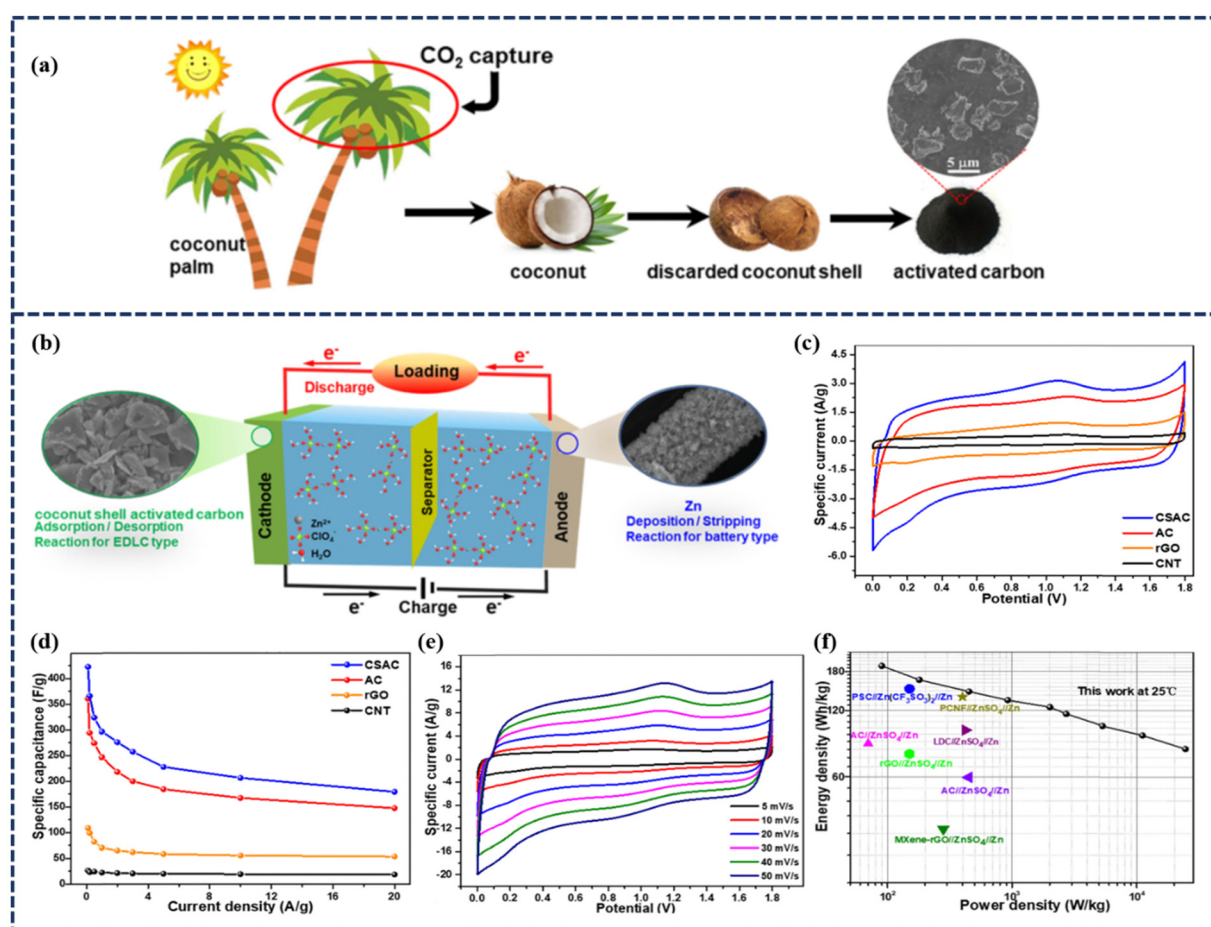 (a)
CO₂ capture
5 μm
coconut
palm
coconut
discarded coconut shell
activated carbon
(b)
e⁻
Loading
e⁻
Discharge
Cathode
Separator
Anode
Zn²⁺
ClO₄⁻
H₂O
coconut shell activated carbon
Adsorption / Desorption
Reaction for EDLC type
Zn
Deposition / Stripping
Reaction for battery type
e⁻
Charge
e⁻
(c)
Specific current (A/g)
4.5
3.0
1.5
0.0
-1.5
-3.0
-4.5
-6.0
CSAC
AC
rGO
CNT
0.0 0.2 0.4 0.6 0.8 1.0 1.2 1.4 1.6 1.8
Potential (V)
(d)
Specific capacitance (F/g)
400
350
300
250
200
150
100
50
0
CSAC
AC
rGO
CNT
0 4 8 12 16 20
Current density (A/g)
(e)
Specific current (A/g)
16
12
8
4
0
-4
-8
-12
-16
-20
5 mV/s
10 mV/s
20 mV/s
30 mV/s
40 mV/s
50 mV/s
0.0 0.2 0.4 0.6 0.8 1.0 1.2 1.4 1.6 1.8
Potential (V)
(f)
Energy density (Wh/kg)
180
120
60
This work at 25℃
PSC//Zn(CF₃SO₃)₂//Zn
PCNF//ZnSO₄//Zn
AC//ZnSO₄//Zn
LDC//ZnSO₄//Zn
rGO//ZnSO₄//Zn
AC//ZnSO₄//Zn
MXene-rGO//ZnSO₄//Zn
10² 10³ 10⁴
Power density (W/kg)